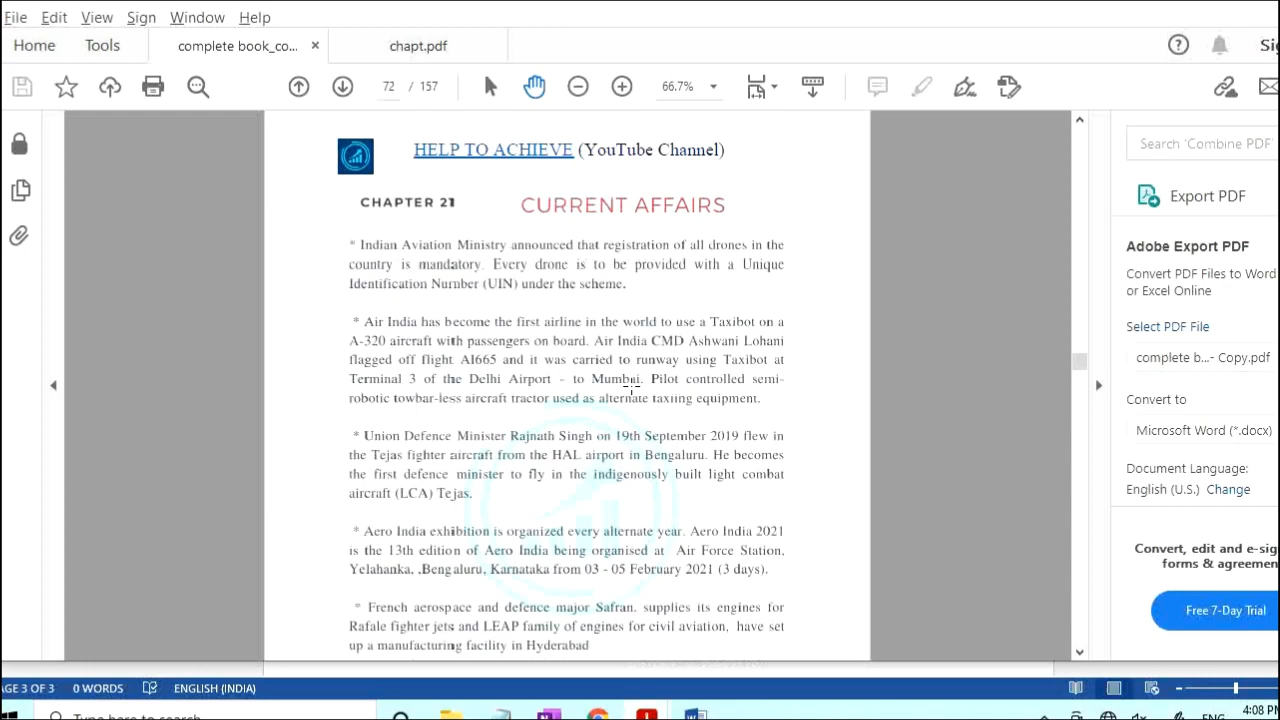 File Edit View Sign Window Help
Home Tools complete book_co... × chapt.pdf ? Sig
72 / 157 66.7%
HELP TO ACHIEVE (YouTube Channel)
CHAPTER 21 CURRENT AFFAIRS
* Indian Aviation Ministry announced that registration of all drones in the
country is mandatory. Every drone is to be provided with a Unique
Identification Number (UIN) under the scheme.
* Air India has become the first airline in the world to use a Taxibot on a
A-320 aircraft with passengers on board. Air India CMD Ashwani Lohani
flagged off flight AI665 and it was carried to runway using Taxibot at
Terminal 3 of the Delhi Airport - to Mumbai. Pilot controlled semi-
robotic towbar-less aircraft tractor used as alternate taxiing equipment.
* Union Defence Minister Rajnath Singh on 19th September 2019 flew in
the Tejas fighter aircraft from the HAL airport in Bengaluru. He becomes
the first defence minister to fly in the indigenously built light combat
aircraft (LCA) Tejas.
* Aero India exhibition is organized every alternate year. Aero India 2021
is the 13th edition of Aero India being organised at Air Force Station,
Yelahanka, ,Bengaluru, Karnataka from 03 - 05 February 2021 (3 days).
* French aerospace and defence major Safran. supplies its engines for
Rafale fighter jets and LEAP family of engines for civil aviation, have set
up a manufacturing facility in Hyderabad
Search 'Combine PDF'
Export PDF
Adobe Export PDF
Convert PDF Files to Word
or Excel Online
Select PDF File
complete b...- Copy.pdf
Convert to
Microsoft Word (*.docx)
Document Language:
English (U.S.) Change
Convert, edit and e-sig
forms & agreemen
Free 7-Day Trial
AGE 3 OF 3 0 WORDS ENGLISH (INDIA)
Type here to search
4:08 PM